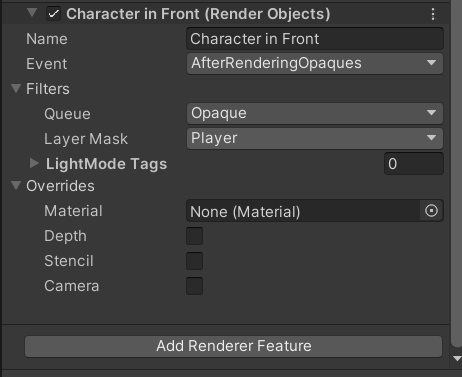 Character in Front (Render Objects)
Name Character in Front
Event AfterRenderingOpaques
Filters
Queue Opaque
Layer Mask Player
LightMode Tags 0
Overrides
Material None (Material)
Depth
Stencil
Camera
Add Renderer Feature